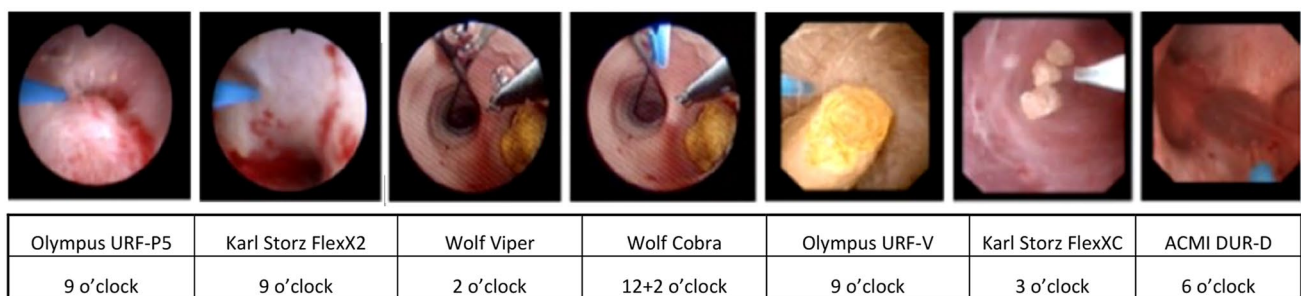 Olympus URF-P5 Karl Storz FlexX2 Wolf Viper Wolf Cobra Olympus URF-V Karl Storz FlexXC ACMI DUR-D
9 o’clock 9 o’clock 2 o’clock 12+2 o’clock 9 o’clock 3 o’clock 6 o’clock